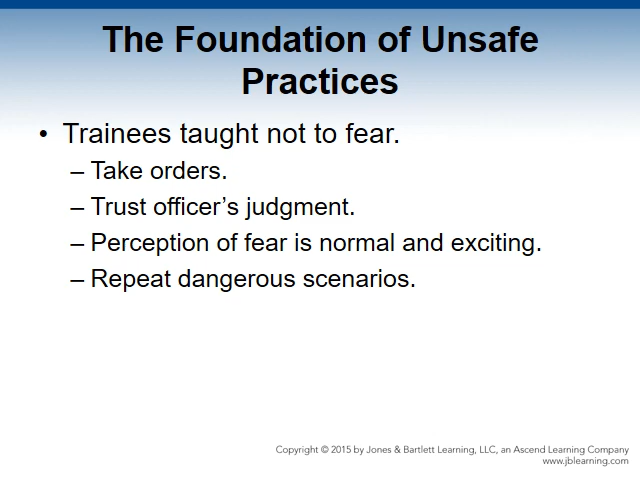 The Foundation of Unsafe
Practices
• Trainees taught not to fear.
– Take orders.
– Trust officer’s judgment.
– Perception of fear is normal and exciting.
– Repeat dangerous scenarios.
Copyright © 2015 by Jones & Bartlett Learning, LLC, an Ascend Learning Company
www.jblearning.com